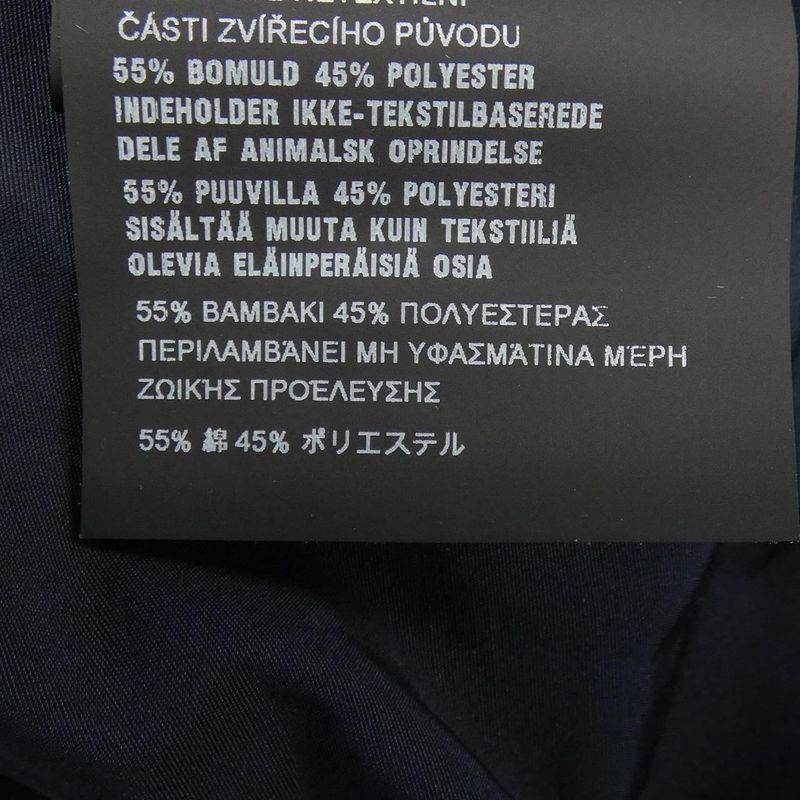 ČÁSTI ZVÍŘECÍHO PŮVODU
55% BOMULD 45% POLYESTER
INDEHOLDER IKKE-TEKSTILBASEREDE
DELE AF ANIMALSK OPRINDELSE
55% PUUVILLA 45% POLYESTERI
SISÄLTÄÄ MUUTA KUIN TEKSTIILIÄ
OLEVIA ELÄINPERÄISIÄ OSIA
55% ΒΑΜΒΑΚΙ 45% ΠΟΛΥΕΣΤΕΡΑΣ
ΠΕΡΙΛΑΜΒΆΝΕΙ ΜΗ ΥΦΑΣΜΆΤΙΝΑ ΜΈΡΗ
ΖΩΙΚΉΣ ΠΡΟΈΛΕΥΣΗΣ
55% 綿 45% ポリエステル